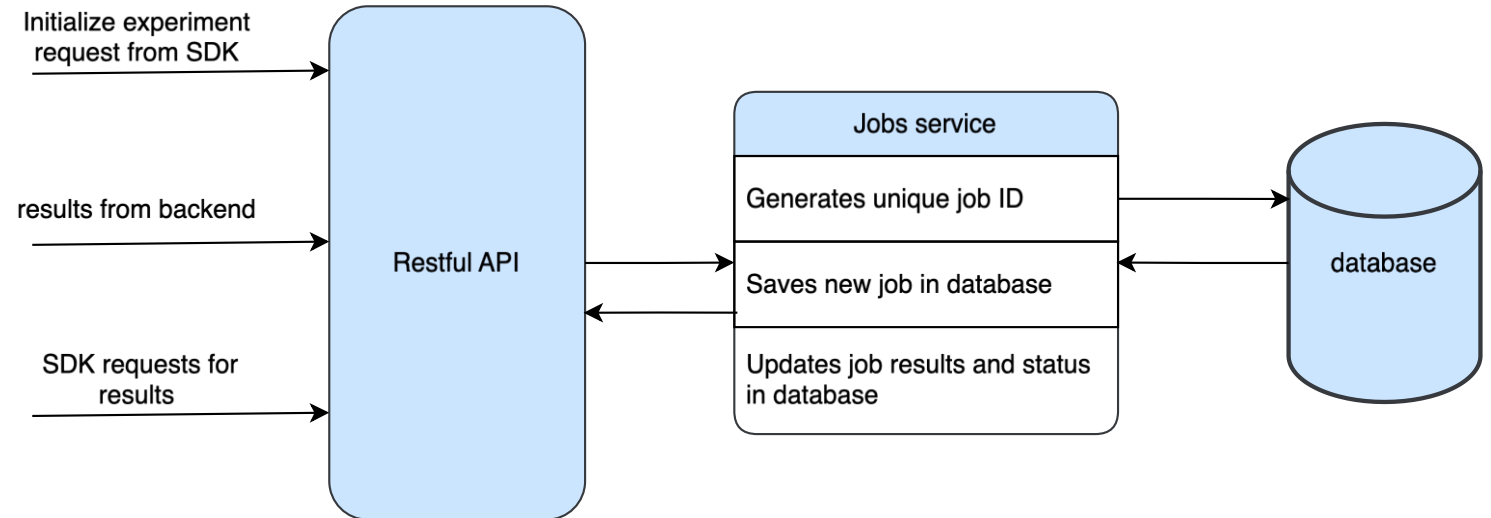 Initialize experiment
request from SDK
results from backend
SDK requests for
results
Restful API
Jobs service
Generates unique job ID
Saves new job in database
Updates job results and status
in database
database